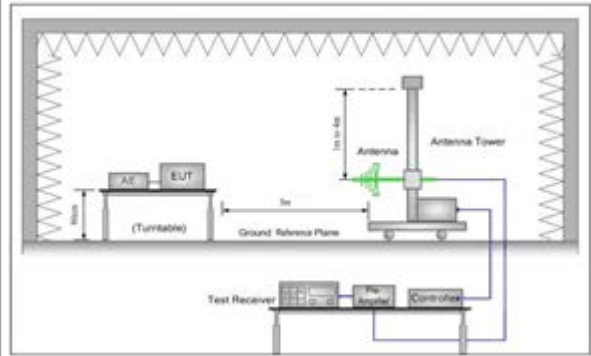 1m to 4m
Antenna Tower
Antenna
AE
EUT
80cm
(Turntable)
3m
Ground Reference Plane
Test Receiver
Pre-
Amplifier
Controller